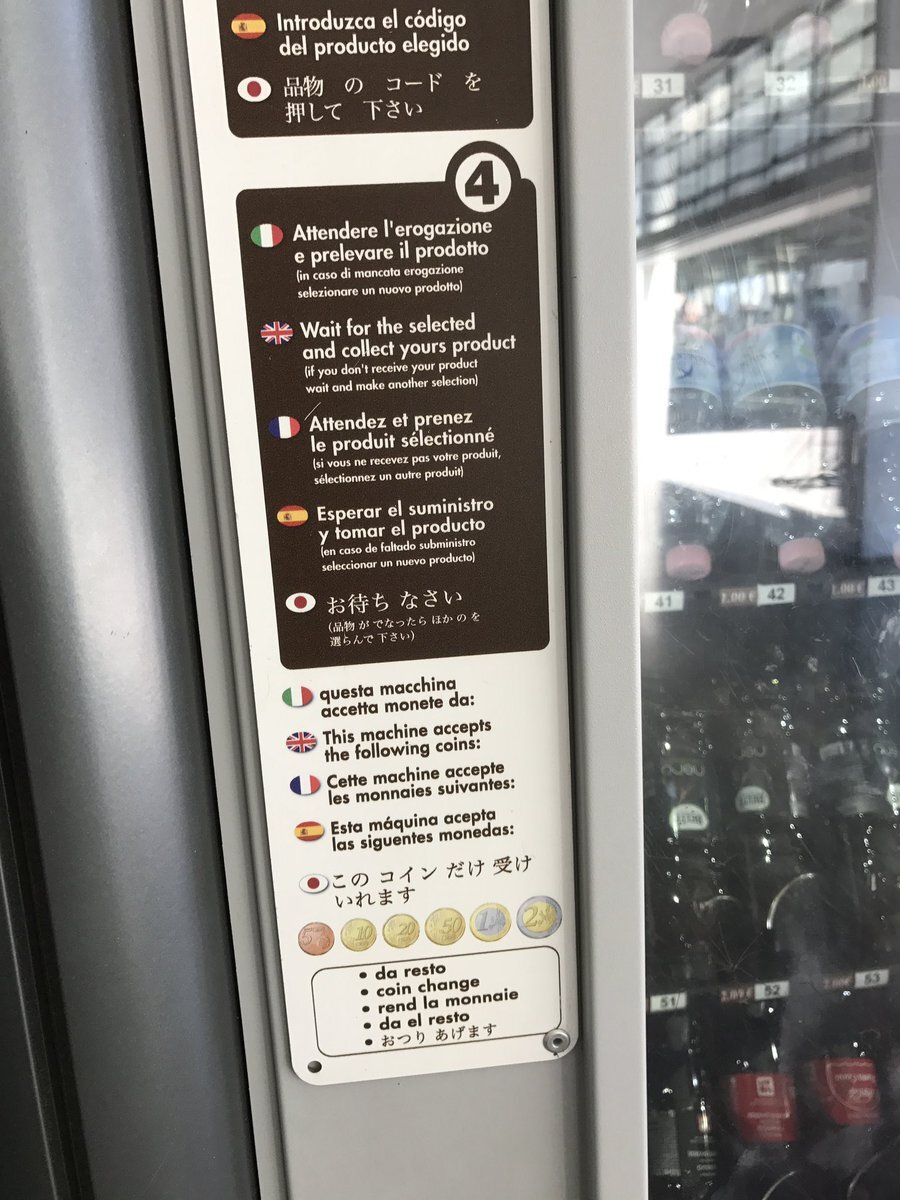 Introduzca el código
del producto elegido
品物 の コード を
押して 下さい
4
Attendere l'erogazione
e prelevare il prodotto
(in caso di mancata erogazione
selezionare un nuovo prodotto)
Wait for the selected
and collect yours product
(if you don't receive your product
wait and make another selection)
Attendez et prenez
le produit sélectionné
(si vous ne recevez pas votre produit,
sélectionnez un autre produit)
Esperar el suministro
y tomar el producto
(en caso de faltado subministro
seleccionar un nuevo producto)
お待ち なさい
(品物 が でなったら ほか の を
選らんで 下さい)
questa macchina
accetta monete da:
This machine accepts
the following coins:
Cette machine accepte
les monnaies suivantes:
Esta máquina acepta
las siguentes monedas:
この コイン だけ 受け
いれます
5 10 20 50 1 2
• da resto
• coin change
• rend la monnaie
• da el resto
• おつり あげます
31 32
41 1.00 € 42 1.00 € 43
51 2.00 € 52 53